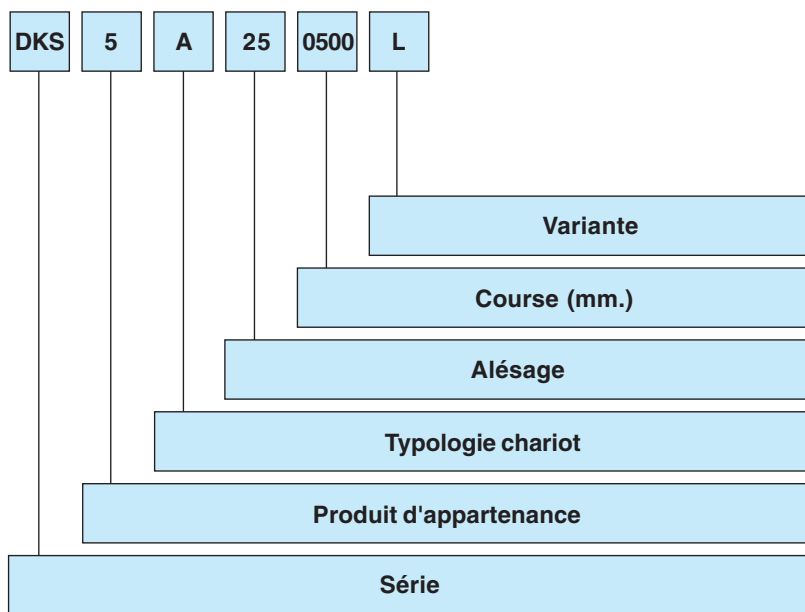 DKS 5 A 25 0500 L
Variante
Course (mm.)
Alésage
Typologie chariot
Produit d'appartenance
Série